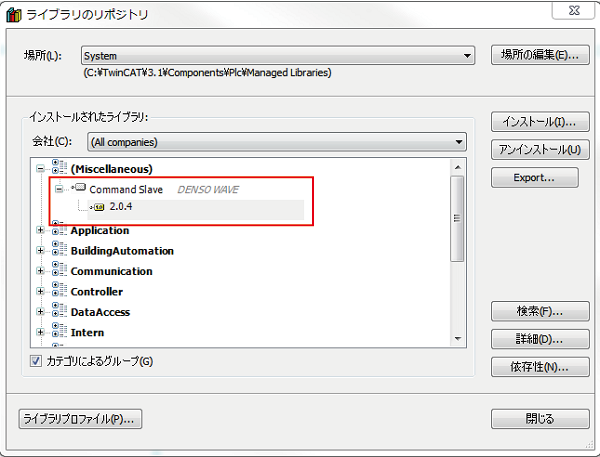 ライブラリのリポジトリ
場所(L):
System
場所の編集(E)...
(C:¥TwinCAT¥3.1¥Components¥Plc¥Managed Libraries)
インストールされたライブラリ:
インストール(I)...
会社(C):
(All companies)
アンインストール(U)
(Miscellaneous)
Export...
Command Slave DENSO WAVE
2.0.4
Application
BuildingAutomation
Communication
Controller
DataAccess
検索(F)...
Intern
詳細(D)...
カテゴリによるグループ(G)
依存性(N)...
ライブラリプロファイル(P)...
閉じる